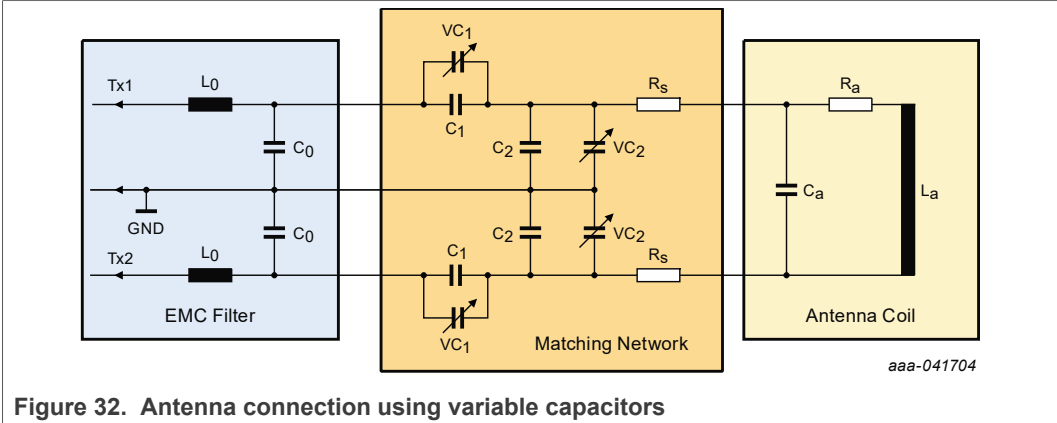 VC1
Tx1
L0
C1
Rs
Ra
C0
C2
VC2
Ca
La
GND
C0
C2
VC2
Tx2
L0
C1
Rs
VC1
EMC Filter
Matching Network
Antenna Coil
aaa-041704
Figure 32. Antenna connection using variable capacitors